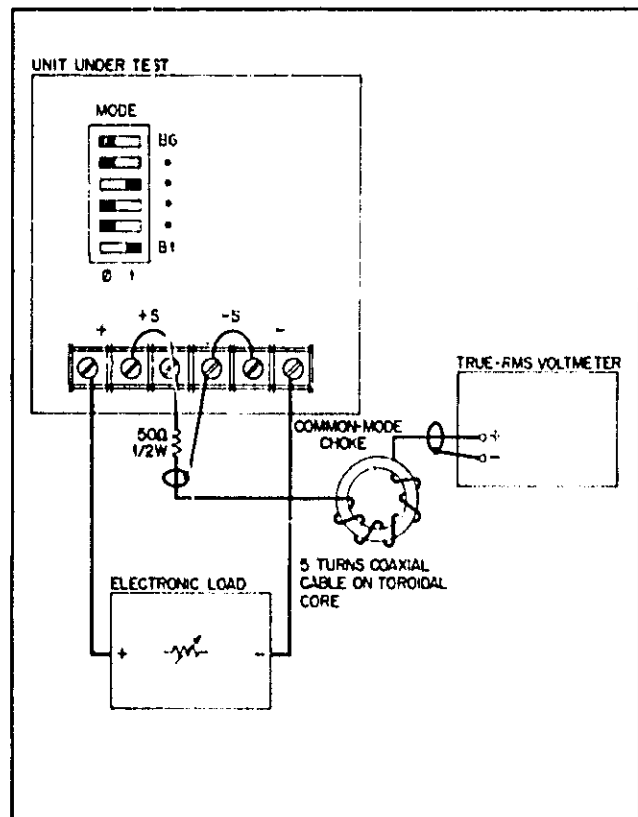 UNIT UNDER TEST
MODE
B6
B1
0 1
+ +S -S -
TRUE-RMS VOLTMETER
+
-
50Ω
1/2W
COMMON-MODE
CHOKE
5 TURNS COAXIAL
CABLE ON TOROIDAL
CORE
ELECTRONIC LOAD
+ -